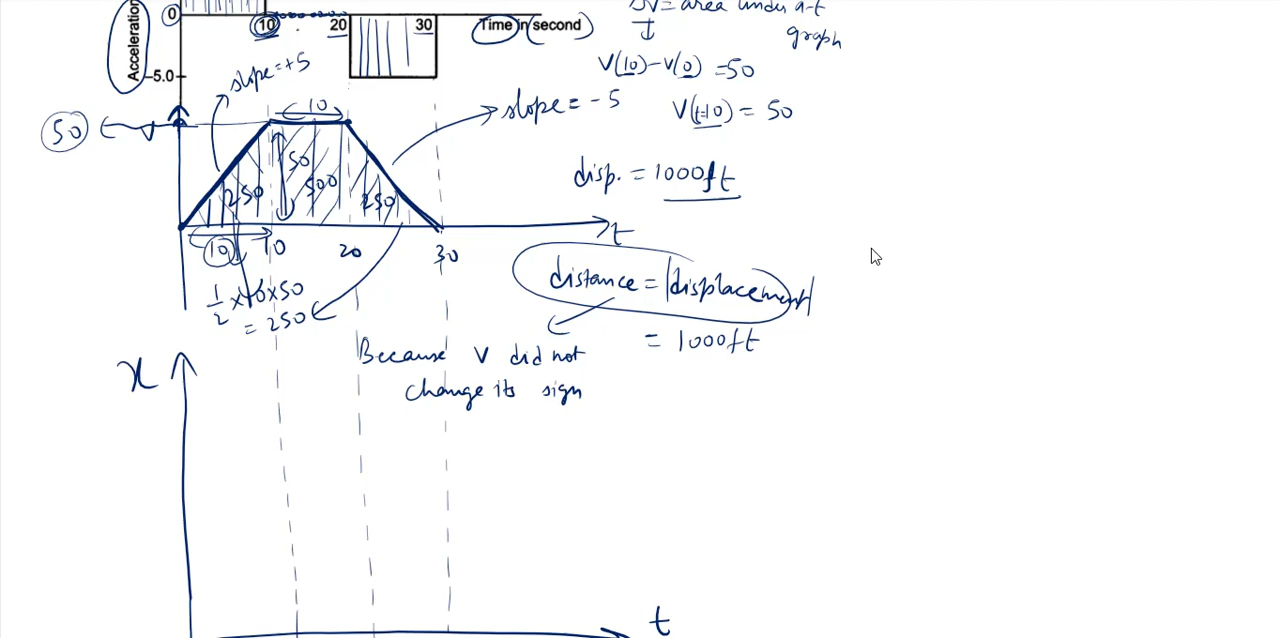 ΔV = area under a-t
graph
Acceleration
0
10
20
30
Time in second
-5.0
slope = +5
V(10) - V(0) = 50
V(t=10) = 50
50
V
10
slope = -5
50
250
500
250
disp. = 1000ft
t
10
10
20
30
1/2 × 10 × 50
= 250
distance = |displacement|
= 1000ft
Because V did not
change its sign
x
t